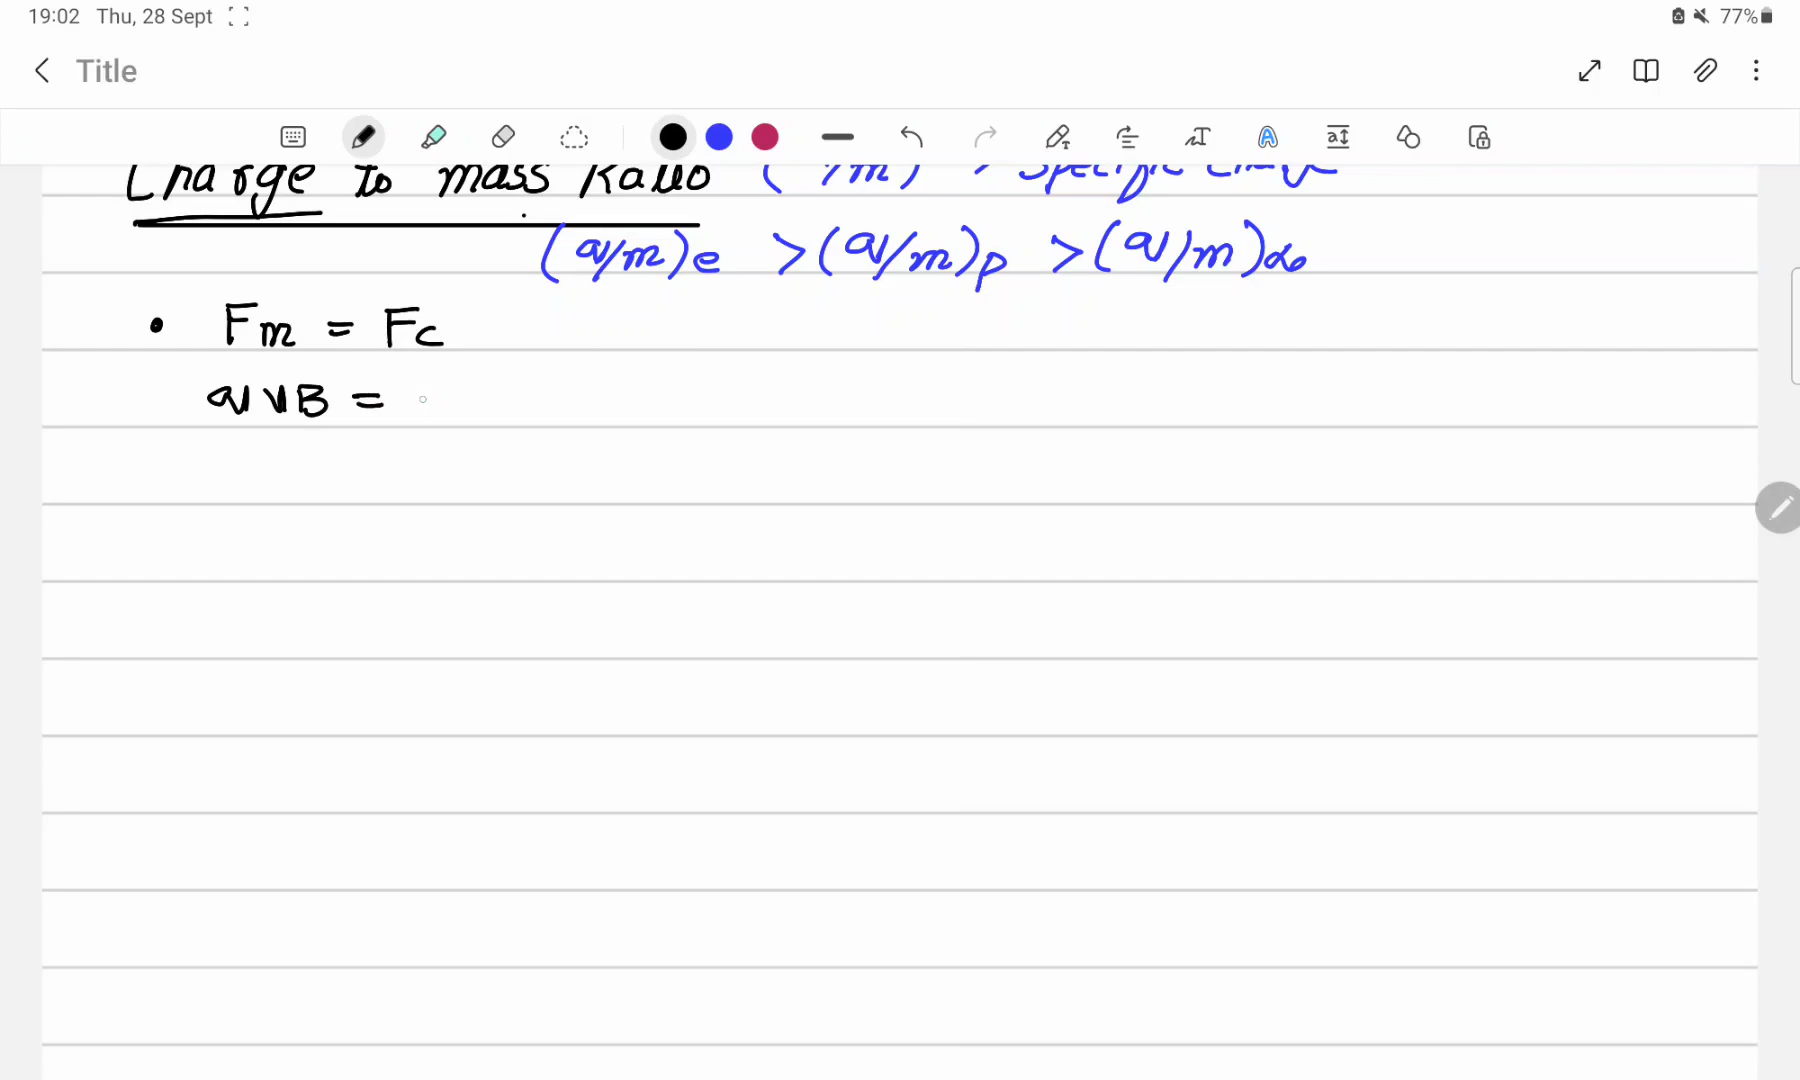 19:02 Thu, 28 Sept 77%
Title
Charge to mass Ratio ( /m) → Specific Charge
(q/m)e > (q/m)p > (q/m)α
• Fm = Fc
qVB =